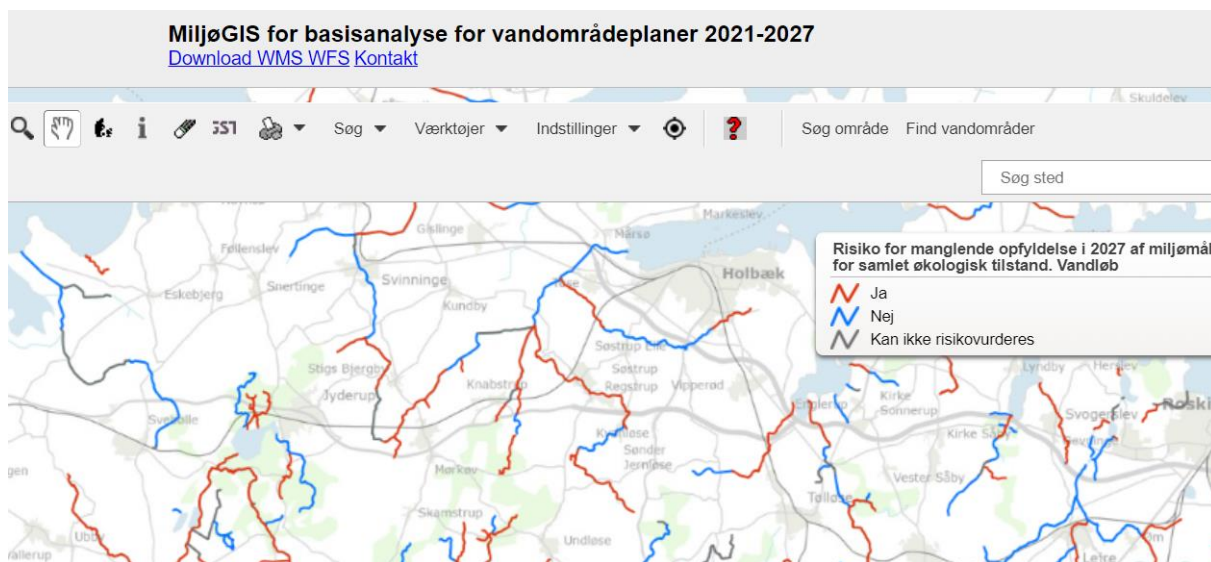 MiljøGIS for basisanalyse for vandområdeplaner 2021-2027
Download WMS WFS Kontakt
Skuldelev
Søg
Værktøjer
Indstillinger
Søg område
Find vandområder
Søg sted
Markeslev
Gislinge
Mårsø
Føllenslev
Risiko for manglende opfyldelse i 2027 af miljømål
for samlet økologisk tilstand. Vandløb
Holbæk
Snertinge
Svinninge
Eskebjerg
Ja
Kundby
Nej
Kan ikke risikovurderes
Søstrup
Stigs Bjergby
Lyndby
Jyderup
Knabstrup
Regstrup
Vipperød
Kirke
Sonnerup
Svogerslev
Roski
Kirke Såby
Sønder
Jernløse
Mørkøv
Vester Såby
Tølløse
Skamstrup
Ubby
Undløse
Lejre